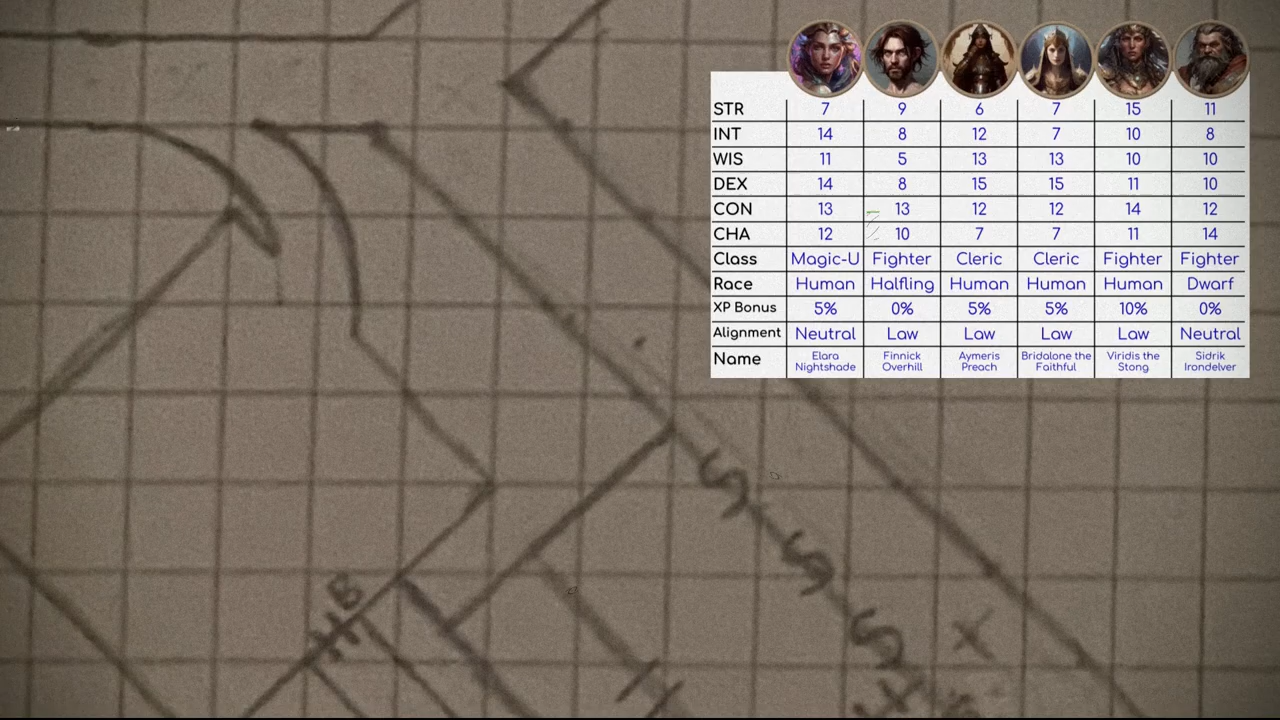 STR 7 9 6 7 15 11
INT 14 8 12 7 10 8
WIS 11 5 13 13 10 10
DEX 14 8 15 15 11 10
CON 13 13 12 12 14 12
CHA 12 10 7 7 11 14
Class Magic-U Fighter Cleric Cleric Fighter Fighter
Race Human Halfling Human Human Human Dwarf
XP Bonus 5% 0% 5% 5% 10% 0%
Alignment Neutral Law Law Law Law Neutral
Name Elara Nightshade Finnick Overhill Aymeris Preach Bridalone the Faithful Viridis the Stong Sidrik Irondelver
S
S
B
S